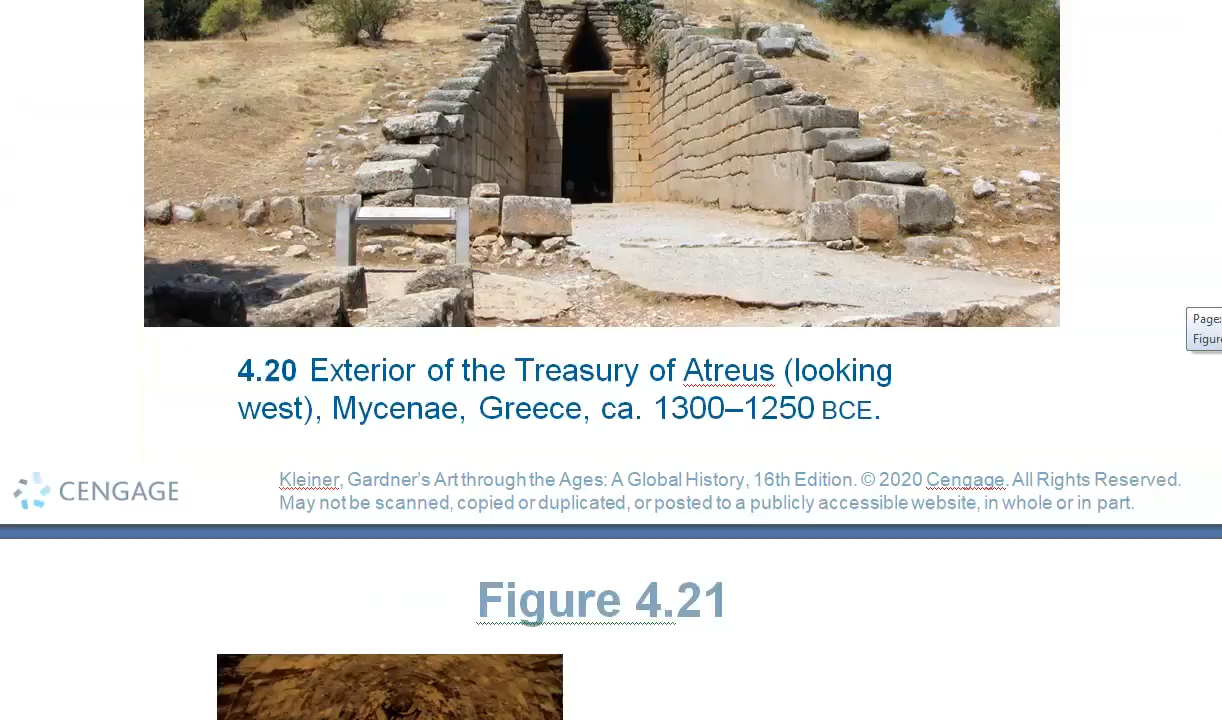 4.20 Exterior of the Treasury of Atreus (looking
west), Mycenae, Greece, ca. 1300–1250 BCE.
Page:
CENGAGE
Kleiner, Gardner's Art through the Ages: A Global History, 16th Edition. © 2020 Cengage. All Rights Reserved.
May not be scanned, copied or duplicated, or posted to a publicly accessible website, in whole or in part.
Figure 4.21